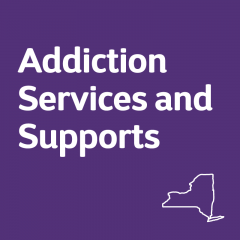 Addiction
Services and
Supports